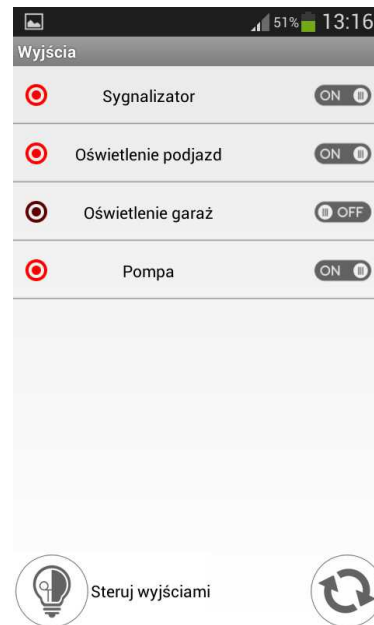 51% 13:16
Wyjścia
Sygnalizator ON
Oświetlenie podjazd ON
Oświetlenie garaż OFF
Pompa ON
Steruj wyjściami